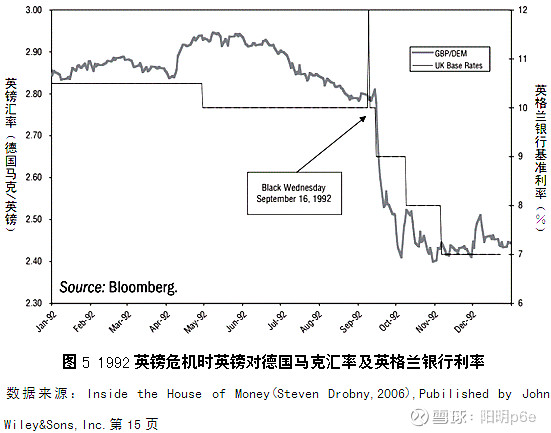 3.00
2.90
2.80
2.70
2.60
2.50
2.40
2.30
英镑汇率（德国马克/英镑）
12
11
10
9
8
7
6
英格兰银行基准利率（%）
GBP/DEM
UK Base Rates
Black Wednesday
September 16, 1992
Source: Bloomberg.
Jan-92
Feb-92
Mar-92
Apr-92
May-92
Jun-92
Jul-92
Aug-92
Sep-92
Oct-92
Nov-92
Dec-92
图 5 1992 英镑危机时英镑对德国马克汇率及英格兰银行利率
数据来源：Inside the House of Money(Steven Drobny,2006),Pubilished by John
Wiley&Sons,Inc.第 15 页
雪球：阳明p6e